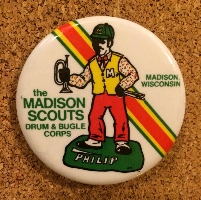 the
MADISON
SCOUTS
DRUM & BUGLE
CORPS
MADISON,
WISCONSIN
M
PHILIP